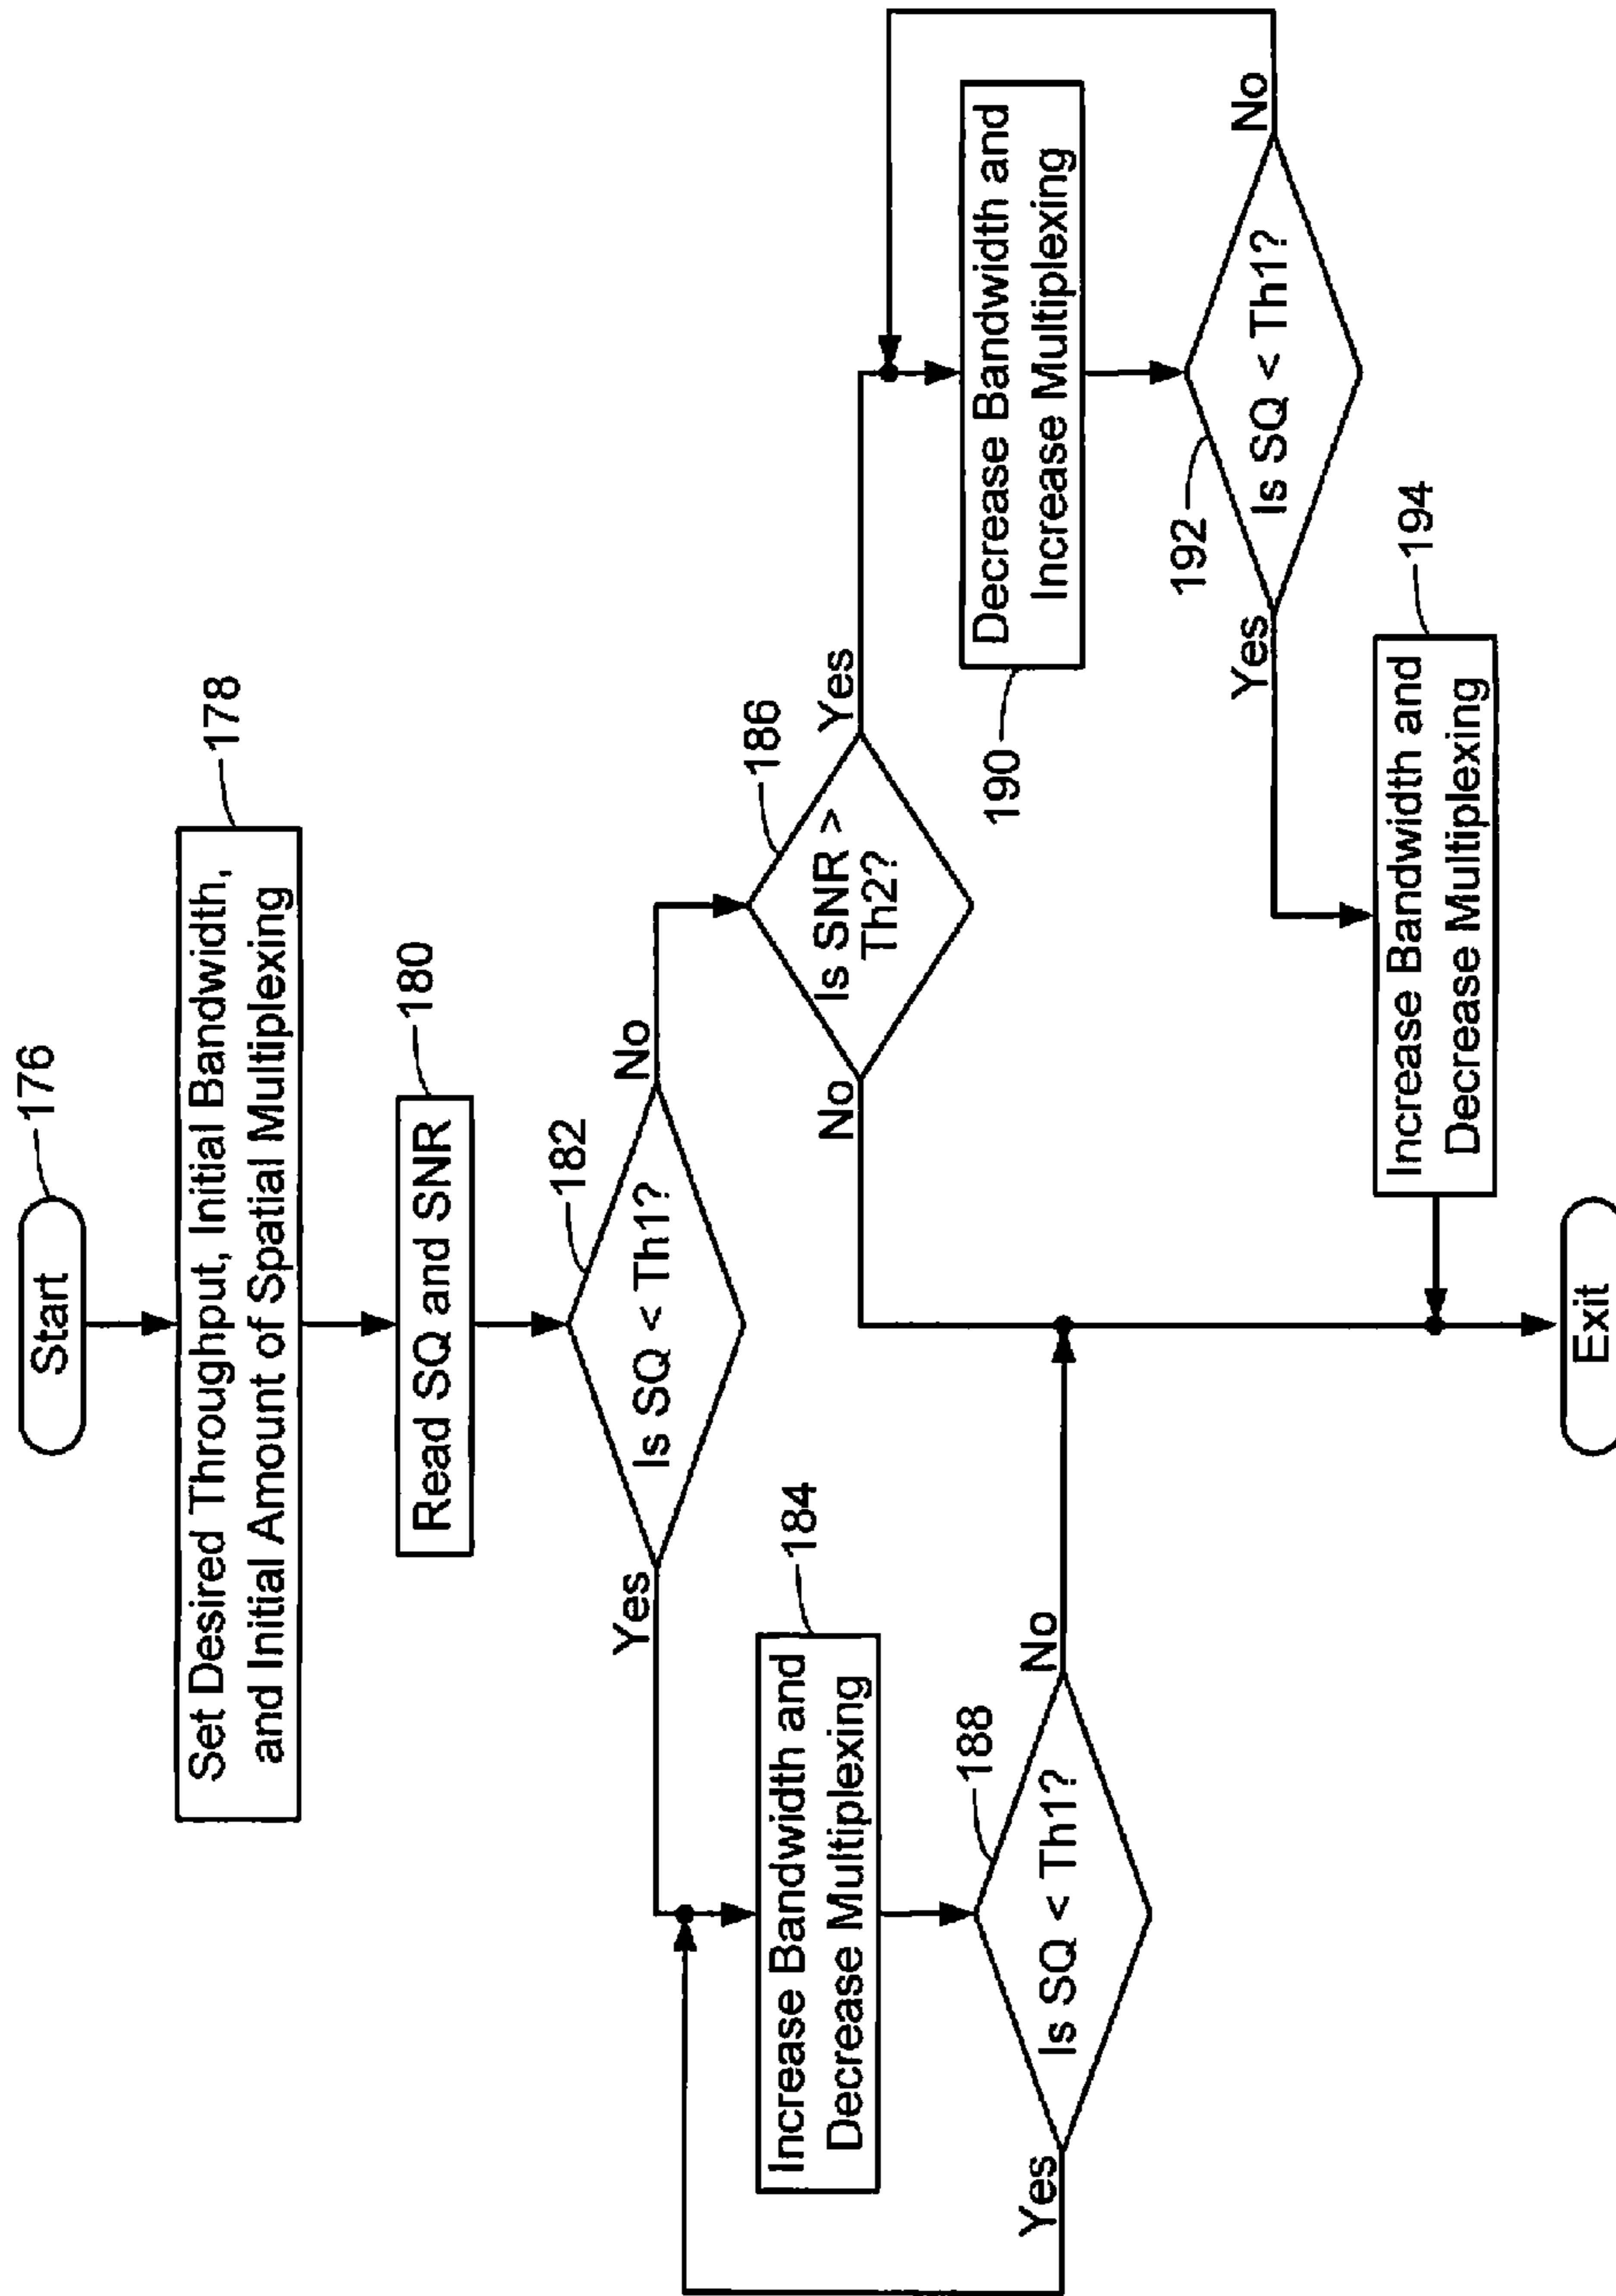 Start
176
Set Desired Throughput, Initial Bandwidth,
and Initial Amount of Spatial Multiplexing
178
Read SQ and SNR
180
Is SQ < Th1?
182
Yes
No
Increase Bandwidth and
Decrease Multiplexing
184
Is SNR >
Th2?
186
No
Yes
Is SQ < Th1?
188
Yes
No
Decrease Bandwidth and
Increase Multiplexing
190
Is SQ < Th1?
192
Yes
No
Increase Bandwidth and
Decrease Multiplexing
194
Exit